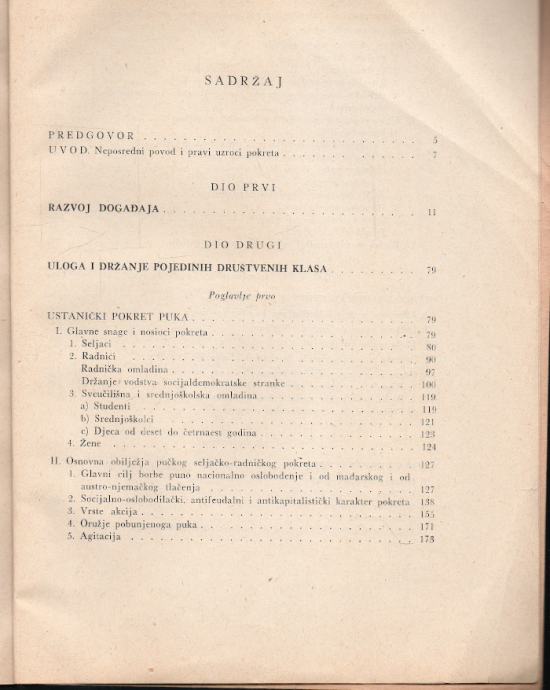 SADRŽAJ
PREDGOVOR . . . . . . . . . . . . . . . . . . . . . . 5
UVOD. Neposredni povod i pravi uzroci pokreta . . . . . . . . . . 7
DIO PRVI
RAZVOJ DOGAĐAJA . . . . . . . . . . . . . . . . . . . . 11
DIO DRUGI
ULOGA I DRŽANJE POJEDINIH DRUŠTVENIH KLASA . . . . . . 79
Poglavlje prvo
USTANIČKI POKRET PUKA . . . . . . . . . . . . . . . . . 79
I. Glavne snage i nosioci pokreta . . . . . . . . . . . . . . . 79
1. Seljaci . . . . . . . . . . . . . . . . . . . . . . 80
2. Radnici . . . . . . . . . . . . . . . . . . . . . . 90
Radnička omladina . . . . . . . . . . . . . . . . . . 97
Držanje vodstva socijaldemokratske stranke . . . . . . . . . 100
3. Sveučilišna i srednjoškolska omladina . . . . . . . . . . . 119
a) Studenti . . . . . . . . . . . . . . . . . . . . . 119
b) Srednjoškolci . . . . . . . . . . . . . . . . . . . 121
c) Djeca od deset do četrnaest godina . . . . . . . . . . . 123
4. Žene . . . . . . . . . . . . . . . . . . . . . . . 124
II. Osnovna obilježja pučkog seljačko-radničkog pokreta . . . . . . . 127
1. Glavni cilj borbe puno nacionalno oslobođenje i od mađarskog i od
austro-njemačkog tlačenja . . . . . . . . . . . . . . . 127
2. Socijalno-oslobodilački, antifeudalni i antikapitalistički karakter pokreta 138
3. Vrste akcija . . . . . . . . . . . . . . . . . . . . 155
4. Oružje pobunjenoga puka . . . . . . . . . . . . . . . 171
5. Agitacija . . . . . . . . . . . . . . . . . . . . . 173